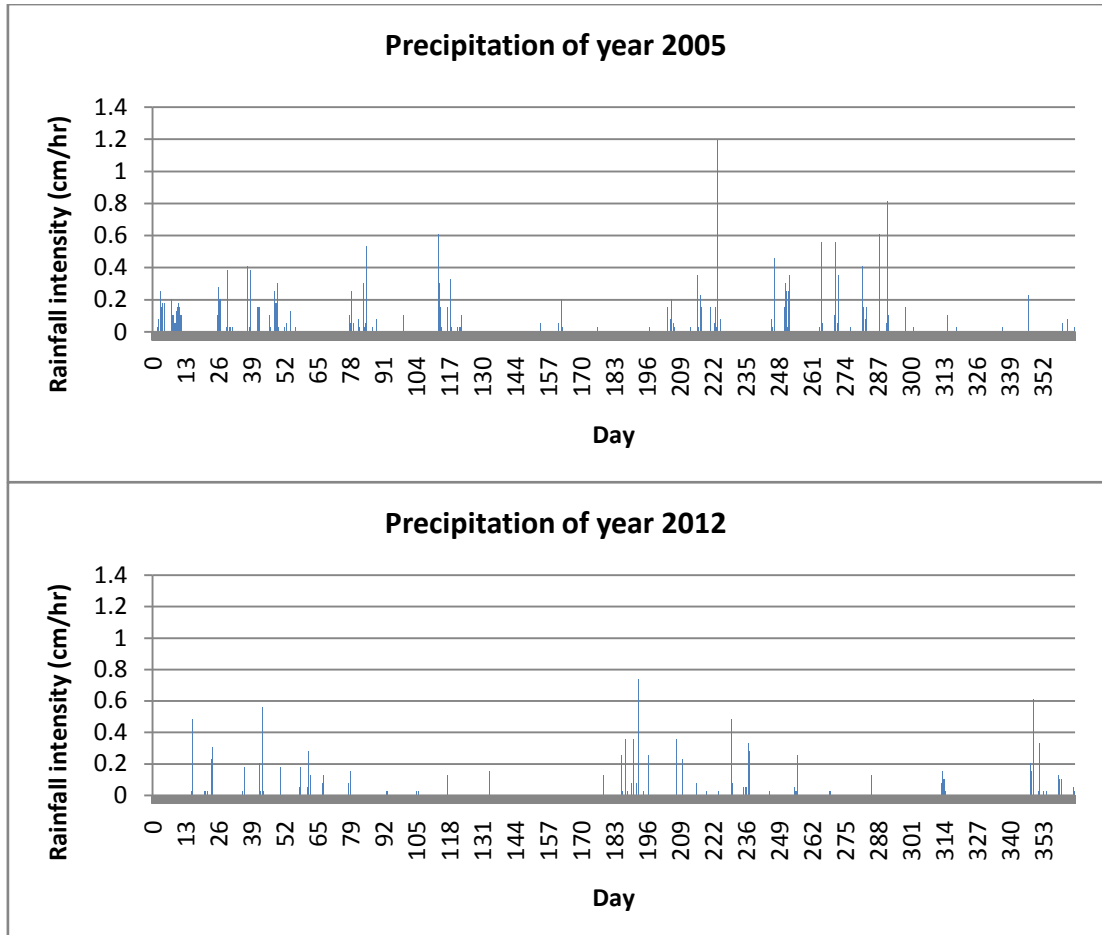 Precipitation of year 2005
Rainfall intensity (cm/hr)
1.4
1.2
1
0.8
0.6
0.4
0.2
0
0 13 26 39 52 65 78 91 104 117 130 144 157 170 183 196 209 222 235 248 261 274 287 300 313 326 339 352
Day
Precipitation of year 2012
Rainfall intensity (cm/hr)
1.4
1.2
1
0.8
0.6
0.4
0.2
0
0 13 26 39 52 65 79 92 105 118 131 144 157 170 183 196 209 222 236 249 262 275 288 301 314 327 340 353
Day